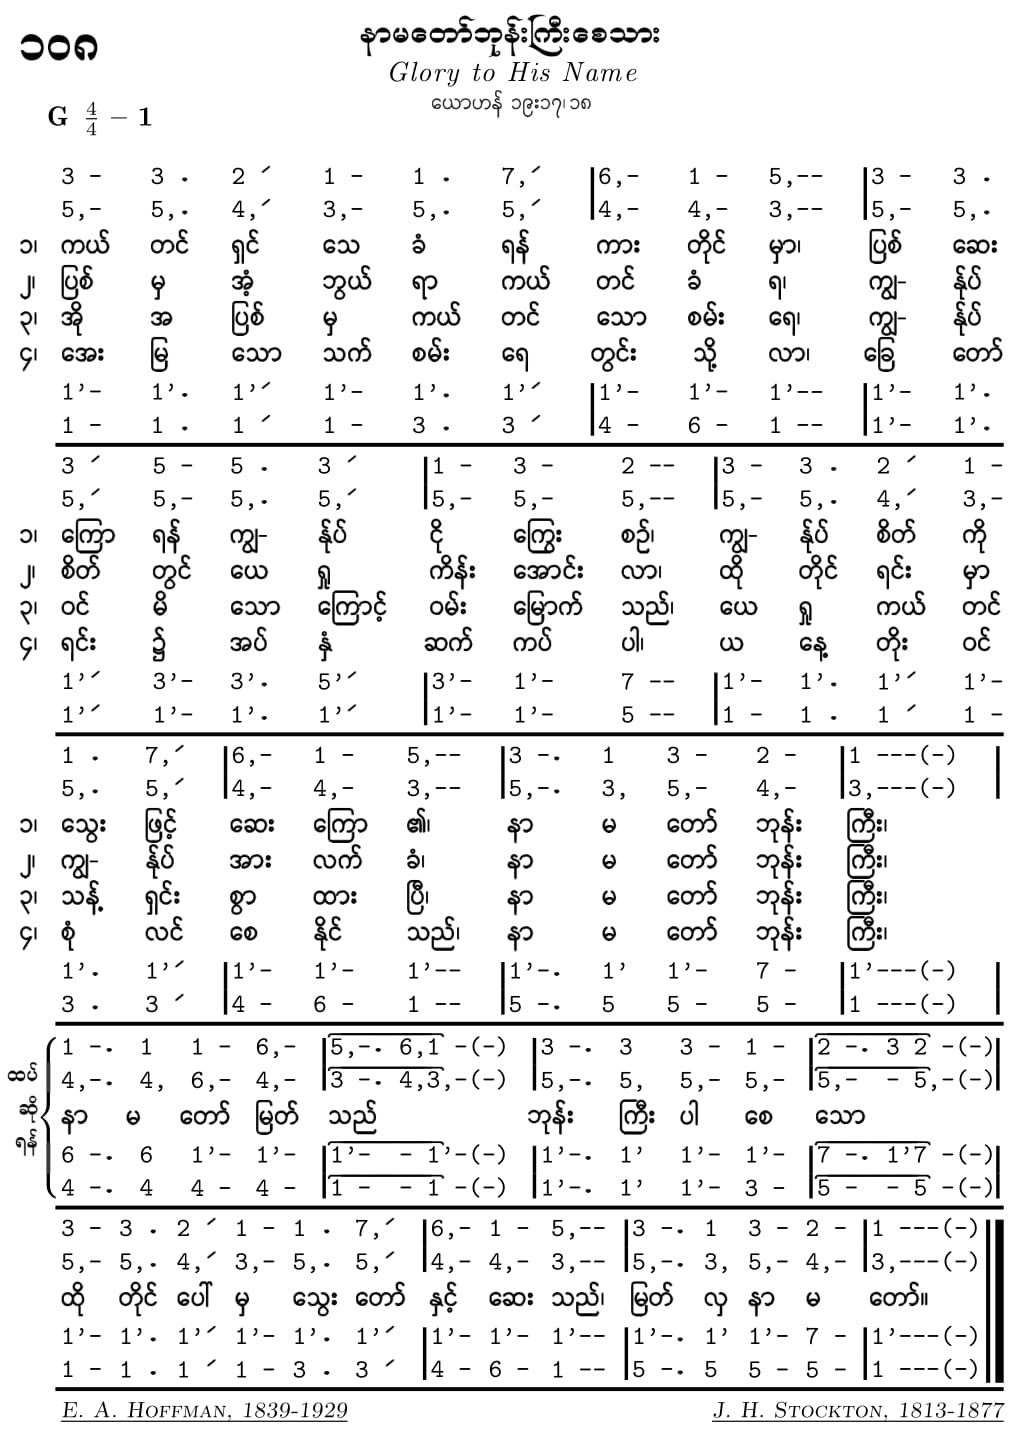 ၁၀၈
နာမတော်ဘုန်းကြီးစေသား
Glory to His Name
ယောဟန် ၁၉း၁၇၊၁၈
G 4/4 – 1
3 - 3 . 2 ⸍ 1 - 1 . 7,⸍ |6,- 1 - 5,-- |3 - 3 .
5,- 5,. 4,⸍ 3,- 5,. 5,⸍ |4,- 4,- 3,-- |5,- 5,.
၁၊ ကယ် တင် ရှင် သေ ခံ ရန် ကား တိုင် မှာ၊ ပြစ် ဆေး
၂၊ ပြစ် မှ အံ့ ဘွယ် ရာ ကယ် တင် ခံ ရ၊ ကျွ- န်ုပ်
၃၊ အို အ ပြစ် မှ ကယ် တင် သော စမ်း ရေ၊ ကျွ- န်ုပ်
၄၊ အေး မြ သော သက် စမ်း ရေ တွင်း သို့ လာ၊ ခြေ တော်
1’- 1’. 1’⸍ 1’- 1’. 1’⸍ |1’- 1’- 1’-- |1’- 1’.
1 - 1 . 1 ⸍ 1 - 3 . 3 ⸍ |4 - 6 - 1 -- |1’- 1’.
3 ⸍ 5 - 5 . 3 ⸍ |1 - 3 - 2 -- |3 - 3 . 2 ⸍ 1 -
5,⸍ 5,- 5,. 5,⸍ |5,- 5,- 5,-- |5,- 5,. 4,⸍ 3,-
၁၊ ကြော ရန် ကျွ- န်ုပ် ငို ကြွေး စဉ်၊ ကျွ- န်ုပ် စိတ် ကို
၂၊ စိတ် တွင် ယေ ရှု ကိန်း အောင်း လာ၊ ထို တိုင် ရင်း မှာ
၃၊ ဝင် မိ သော ကြောင့် ဝမ်း မြောက် သည်၊ ယေ ရှု ကယ် တင်
၄၊ ရင်း ၌ အပ် နှံ ဆက် ကပ် ပါ၊ ယ နေ့ တိုး ဝင်
1’⸍ 3’- 3’. 5’⸍ |3’- 1’- 7 -- |1’- 1’. 1’⸍ 1’-
1’⸍ 1’- 1’. 1’⸍ |1’- 1’- 5 -- |1 - 1 . 1 ⸍ 1 -
1 . 7,⸍ |6,- 1 - 5,-- |3 -. 1 3 - 2 - |1 ---(-) |
5,. 5,⸍ |4,- 4,- 3,-- |5,-. 3, 5,- 4,- |3,---(-) |
၁၊ သွေး ဖြင့် ဆေး ကြော ၏၊ နာ မ တော် ဘုန်း ကြီး၊
၂၊ ကျွ- န်ုပ် အား လက် ခံ၊ နာ မ တော် ဘုန်း ကြီး၊
၃၊ သန့် ရှင်း စွာ ထား ပြီ၊ နာ မ တော် ဘုန်း ကြီး၊
၄၊ စုံ လင် စေ နိုင် သည်၊ နာ မ တော် ဘုန်း ကြီး၊
1’. 1’⸍ |1’- 1’- 1’-- |1’-. 1’ 1’- 7 - |1’---(-) |
3 . 3 ⸍ |4 - 6 - 1 -- |5 -. 5 5 - 5 - |1 ---(-) |
ထပ်ဆိုရန်
1 -. 1 1 - 6,- |5,-. 6,1 -(-) |3 -. 3 3 - 1 - |2 -. 3 2 -(-)|
4,-. 4, 6,- 4,- |3 -. 4,3,-(-) |5,-. 5, 5,- 5,- |5,- - 5,-(-)|
နာ မ တော် မြတ် သည် ဘုန်း ကြီး ပါ စေ သော
6 -. 6 1’- 1’- |1’- - 1’-(-) |1’-. 1’ 1’- 1’- |7 -. 1’7 -(-)|
4 -. 4 4 - 4 - |1 - - 1 -(-) |1’-. 1’ 1’- 3 - |5 - - 5 -(-)|
3 - 3 . 2 ⸍ 1 - 1 . 7,⸍ |6,- 1 - 5,-- |3 -. 1 3 - 2 - |1 ---(-)
5,- 5,. 4,⸍ 3,- 5,. 5,⸍ |4,- 4,- 3,-- |5,-. 3, 5,- 4,- |3,---(-)
ထို တိုင် ပေါ် မှ သွေး တော် နှင့် ဆေး သည်၊ မြတ် လှ နာ မ တော်။
1’- 1’. 1’⸍ 1’- 1’. 1’⸍ |1’- 1’- 1’-- |1’-. 1’ 1’- 7 - |1’---(-)
1 - 1 . 1 ⸍ 1 - 3 . 3 ⸍ |4 - 6 - 1 -- |5 -. 5 5 - 5 - |1 ---(-)
E. A. HOFFMAN, 1839-1929
J. H. STOCKTON, 1813-1877